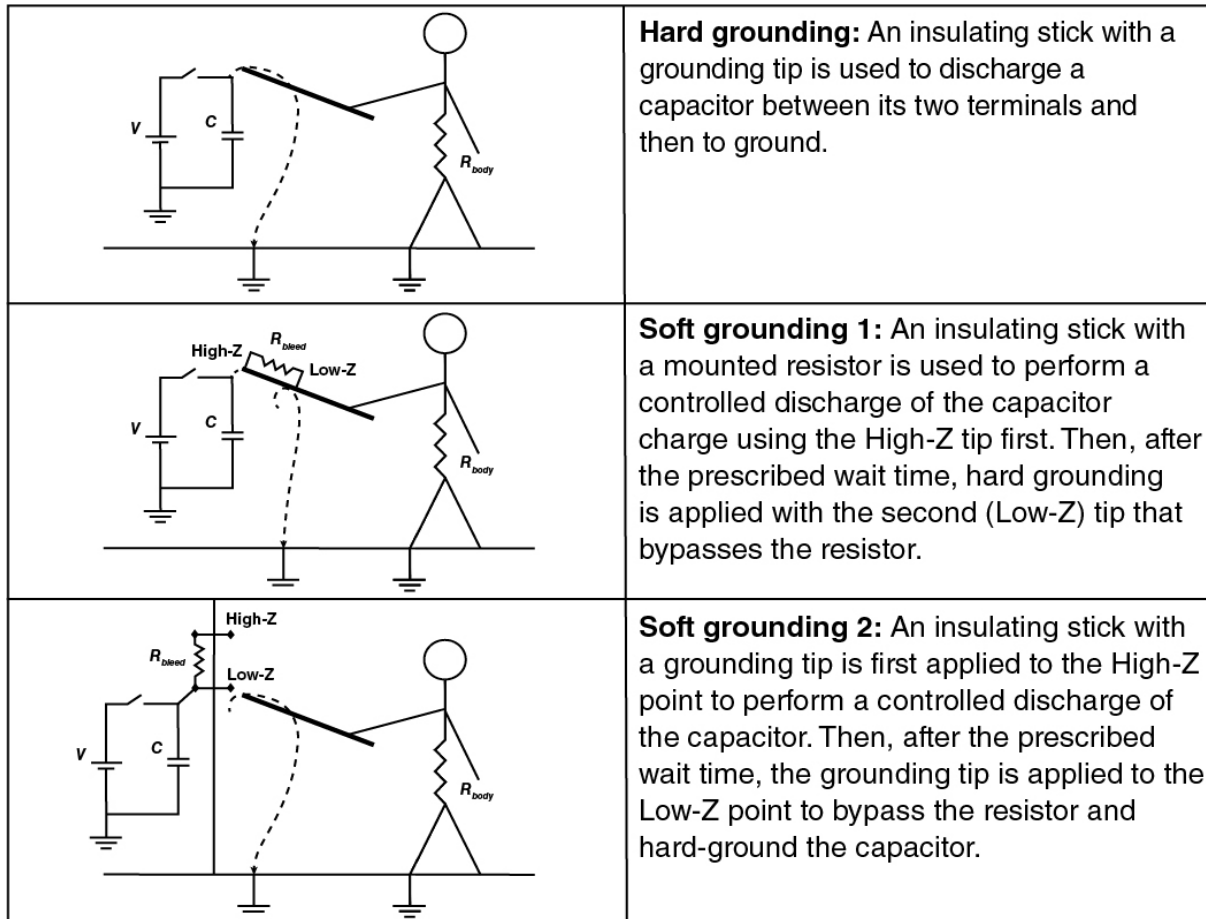 V
C
R body
Hard grounding: An insulating stick with a
grounding tip is used to discharge a
capacitor between its two terminals and
then to ground.
High-Z
R bleed
Low-Z
V
C
R body
Soft grounding 1: An insulating stick with
a mounted resistor is used to perform a
controlled discharge of the capacitor
charge using the High-Z tip first. Then, after
the prescribed wait time, hard grounding
is applied with the second (Low-Z) tip that
bypasses the resistor.
High-Z
R bleed
Low-Z
V
C
R body
Soft grounding 2: An insulating stick with
a grounding tip is first applied to the High-Z
point to perform a controlled discharge of
the capacitor. Then, after the prescribed
wait time, the grounding tip is applied to the
Low-Z point to bypass the resistor and
hard-ground the capacitor.